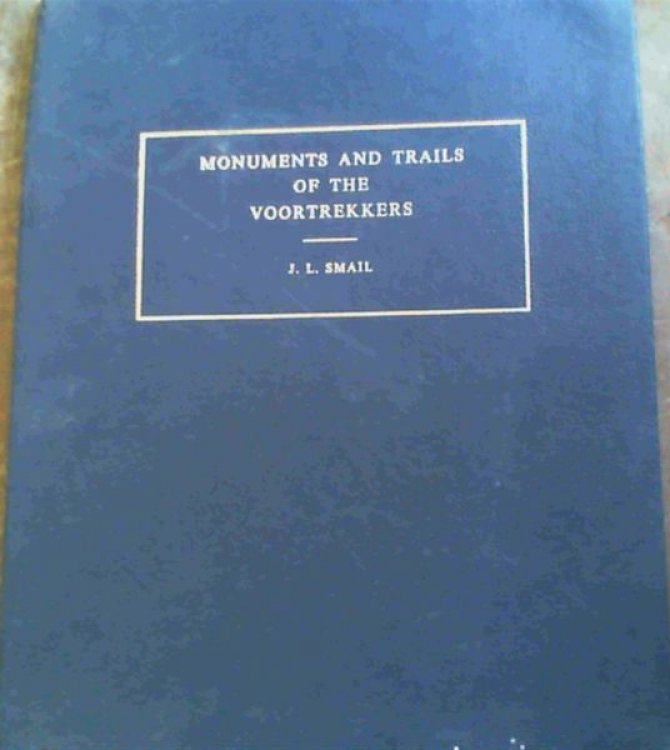 MONUMENTS AND TRAILS
OF THE
VOORTREKKERS
J. L. SMAIL